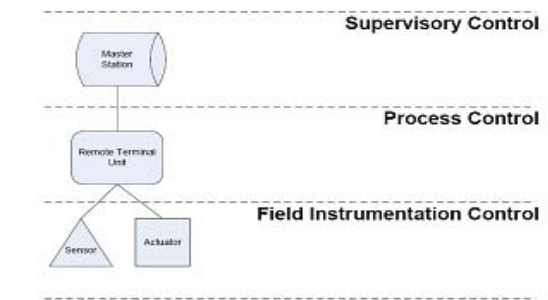 Supervisory Control
Master
Station
Process Control
Remote Terminal
Unit
Field Instrumentation Control
Sensor
Actuator